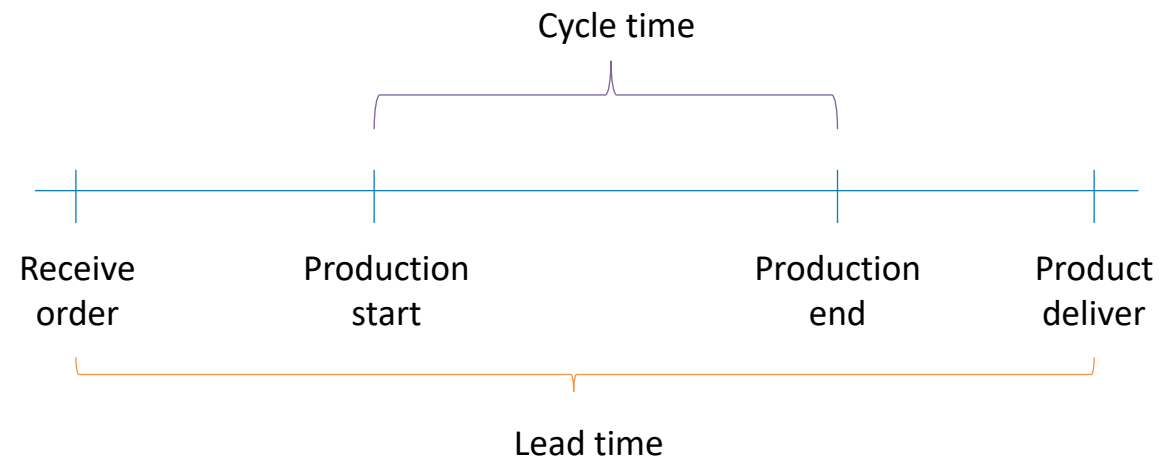 Cycle time
Receive
order
Production
start
Production
end
Product
deliver
Lead time